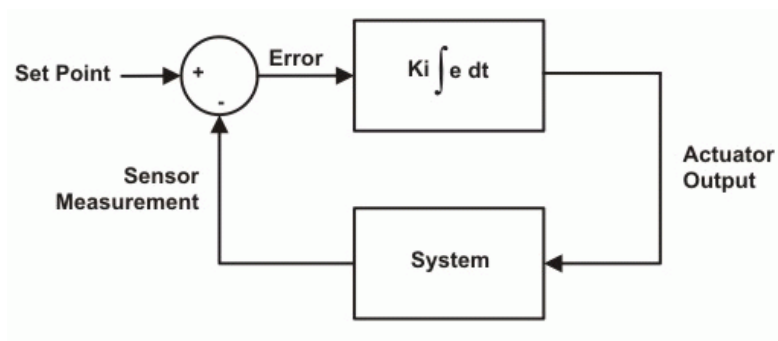 Set Point
+
-
Error
Ki ∫ e dt
Actuator
Output
Sensor
Measurement
System